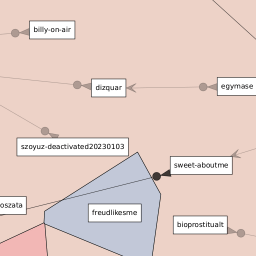 billy-on-air
dizquar
egymase
szoyuz-deactivated20230103
sweet-aboutme
oszata
freudlikesme
bioprostitualt